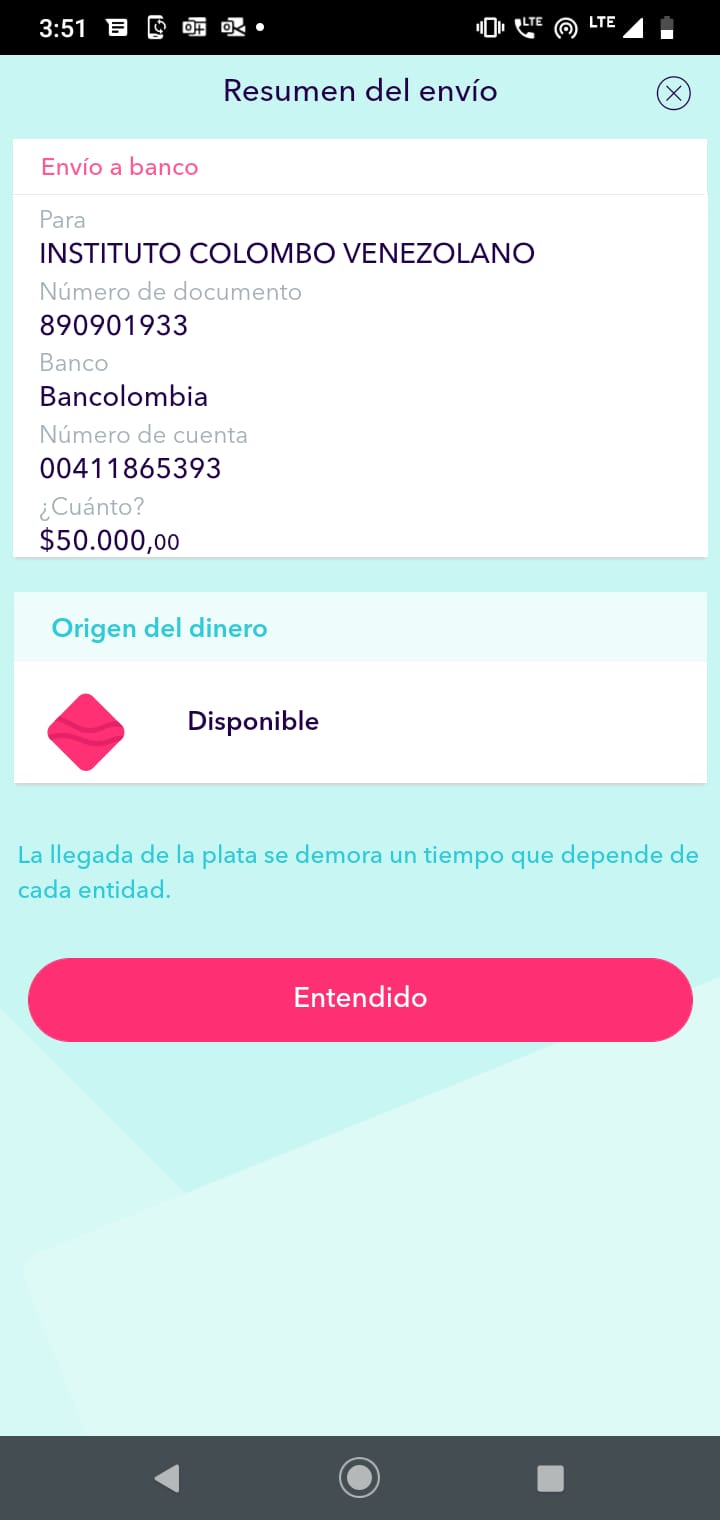 3:51
LTE
LTE
Resumen del envío
Envío a banco
Para
INSTITUTO COLOMBO VENEZOLANO
Número de documento
890901933
Banco
Bancolombia
Número de cuenta
00411865393
¿Cuánto?
$50.000,00
Origen del dinero
Disponible
La llegada de la plata se demora un tiempo que depende de
cada entidad.
Entendido